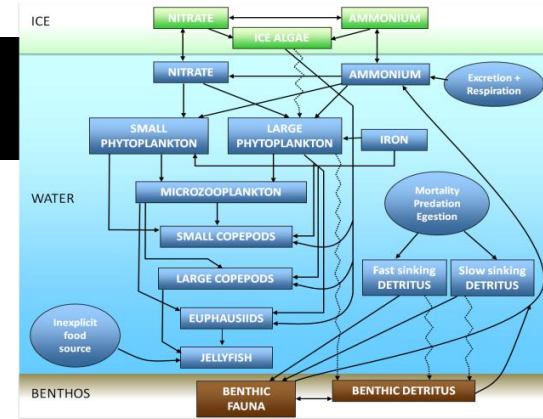 ICE
NITRATE
AMMONIUM
ICE ALGAE
NITRATE
AMMONIUM
Excretion +
Respiration
SMALL
PHYTOPLANKTON
LARGE
PHYTOPLANKTON
IRON
MICROZOOPLANKTON
WATER
Mortality
Predation
Egestion
SMALL COPEPODS
LARGE COPEPODS
Fast sinking
DETRITUS
Slow sinking
DETRITUS
EUPHAUSIIDS
Inexplicit
food
source
JELLYFISH
BENTHOS
BENTHIC
FAUNA
BENTHIC DETRITUS